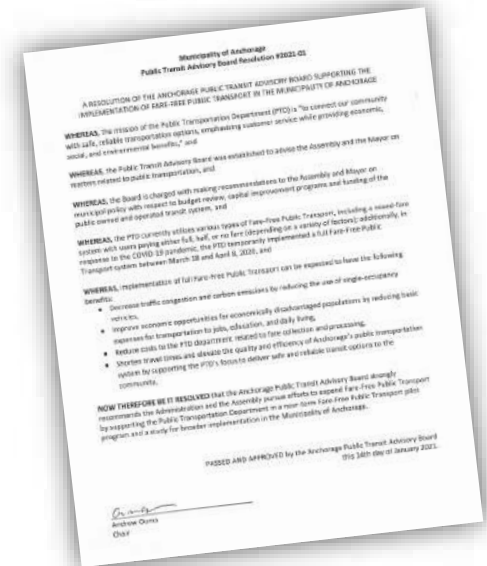 Municipality of Anchorage
Public Transit Advisory Board Resolution #2021-01
A RESOLUTION OF THE ANCHORAGE PUBLIC TRANSIT ADVISORY BOARD SUPPORTING THE
IMPLEMENTATION OF FARE-FREE PUBLIC TRANSPORT IN THE MUNICIPALITY OF ANCHORAGE
WHEREAS, the mission of the Public Transportation Department (PTD) is "to connect our community
with safe, reliable transportation options, emphasizing customer service while providing economic,
social, and environmental benefits," and
WHEREAS, the Public Transit Advisory Board was established to advise the Assembly and the Mayor on
matters related to public transportation, and
WHEREAS, the Board is charged with making recommendations to the Assembly and Mayor on
municipal policy with respect to budget review, capital improvement programs and funding of the
public owned and operated transit system, and
WHEREAS, the PTD currently utilizes various types of Fare-Free Public Transport, including a mixed-fare
system with users paying either full, half, or no fare (depending on a variety of factors); additionally, in
response to the COVID-19 pandemic, the PTD temporarily implemented a full Fare-Free Public
Transport system between March 18 and April 8, 2020, and
WHEREAS, implementation of full Fare-Free Public Transport can be expected to have the following
benefits:
• Decrease traffic congestion and carbon emissions by reducing the use of single-occupancy
vehicles,
• Improve economic opportunities for economically disadvantaged populations by reducing basic
expenses for transportation to jobs, education, and daily living,
• Reduce costs to the PTD department related to fare collection and processing,
• Shorten travel times and elevate the quality and efficiency of Anchorage's public transportation
system by supporting the PTD's focus to deliver safe and reliable transit options to the
community,
NOW THEREFORE BE IT RESOLVED that the Anchorage Public Transit Advisory Board strongly
recommends the Administration and the Assembly pursue efforts to expand Fare-Free Public Transport
by supporting the Public Transportation Department in a near-term Fare-Free Public Transport pilot
program and a study for broader implementation in the Municipality of Anchorage.
PASSED AND APPROVED by the Anchorage Public Transit Advisory Board
this 14th day of January 2021.
Andrew Ooms
Chair